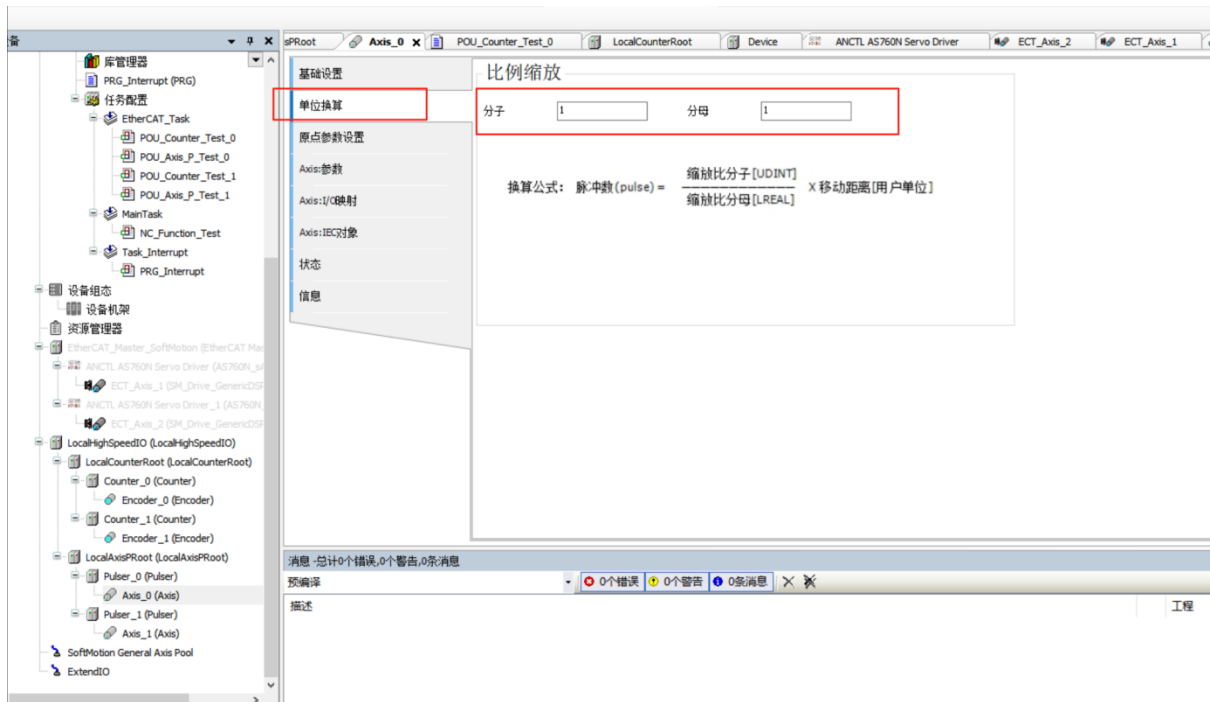 备
sPRoot
Axis_0
POU_Counter_Test_0
LocalCounterRoot
Device
ANCTL AS760N Servo Driver
ECT_Axis_2
ECT_Axis_1
库管理器
PRG_Interrupt (PRG)
任务配置
EtherCAT_Task
POU_Counter_Test_0
POU_Axis_P_Test_0
POU_Counter_Test_1
POU_Axis_P_Test_1
MainTask
NC_Function_Test
Task_Interrupt
PRG_Interrupt
设备组态
设备机架
资源管理器
EtherCAT_Master_SoftMotion (EtherCAT Mas
ANCTL AS760N Servo Driver (AS760N_sA
ECT_Axis_1 (SM_Drive_GenericDSP
ANCTL AS760N Servo Driver_1 (AS760N_
ECT_Axis_2 (SM_Drive_GenericDSP
LocalHighSpeedIO (LocalHighSpeedIO)
LocalCounterRoot (LocalCounterRoot)
Counter_0 (Counter)
Encoder_0 (Encoder)
Counter_1 (Counter)
Encoder_1 (Encoder)
LocalAxisPRoot (LocalAxisPRoot)
Pulser_0 (Pulser)
Axis_0 (Axis)
Pulser_1 (Pulser)
Axis_1 (Axis)
SoftMotion General Axis Pool
ExtendIO
基础设置
单位换算
原点参数设置
Axis:参数
Axis:I/O映射
Axis:IEC对象
状态
信息
比例缩放
分子 1 分母 1
缩放比分子[UDINT]
换算公式: 脉冲数(pulse) = ———————————— X 移动距离[用户单位]
缩放比分母[LREAL]
消息 -总计0个错误,0个警告,0条消息
预编译 0个错误 0个警告 0条消息
描述 工程